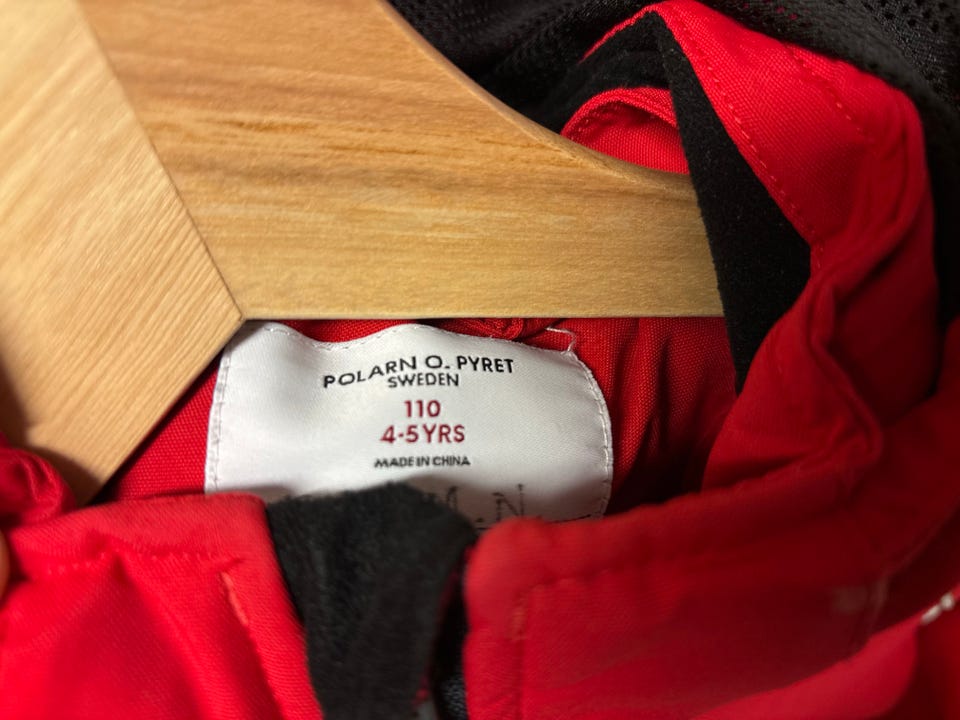 POLARN O. PYRET
SWEDEN
110
4-5YRS
MADE IN CHINA